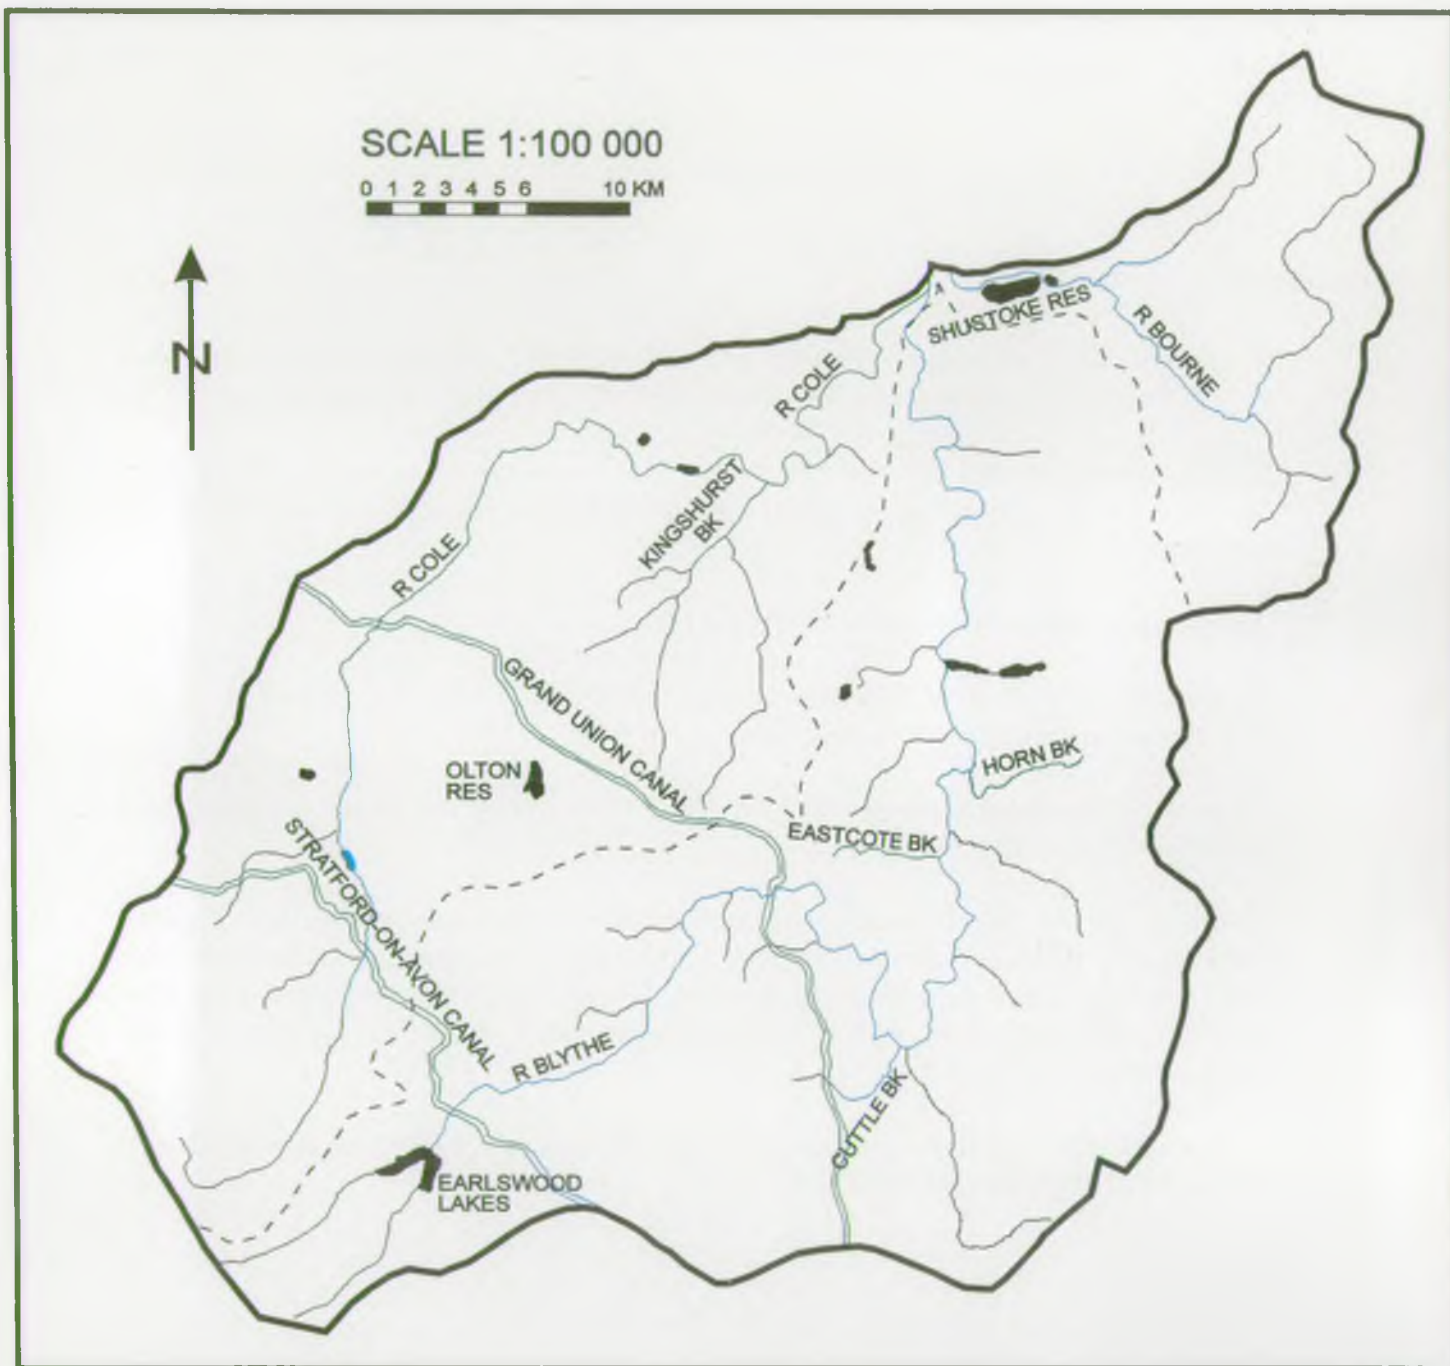 SCALE 1:100 000
0 1 2 3 4 5 6 10 KM
N
SHUSTOKE RES
R BOURNE
R COLE
KINGSHURST
BK
R COLE
GRAND UNION CANAL
OLTON
RES
HORN BK
EASTCOTE BK
STRATFORD-ON-AVON CANAL
R BLYTHE
CUTTLE BK
EARLSWOOD
LAKES